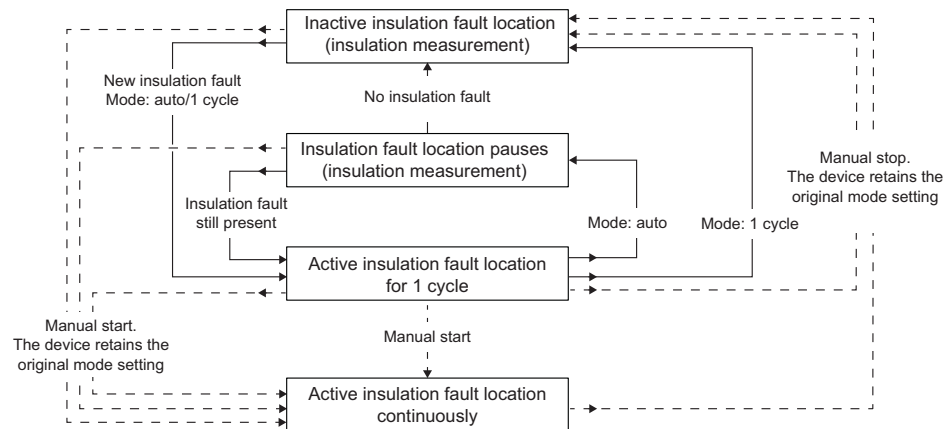 Inactive insulation fault location
(insulation measurement)
New insulation fault
Mode: auto/1 cycle
No insulation fault
Insulation fault location pauses
(insulation measurement)
Manual stop.
The device retains the
original mode setting
Insulation fault
still present
Mode: auto
Mode: 1 cycle
Active insulation fault location
for 1 cycle
Manual start.
The device retains the
original mode setting
Manual start
Active insulation fault location
continuously